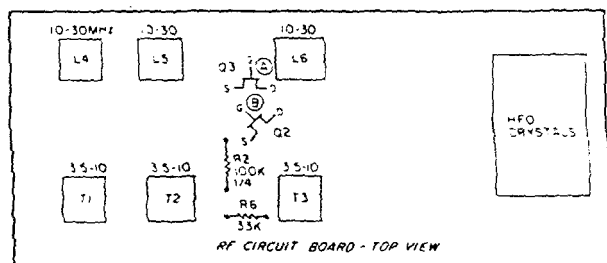 10-30MHZ 10-30 10-30
L4 L5 L6
G A
Q3
S D
B
G D
S Q2
HFO
CRYSTALS
R2
100K
1/4
3.5-10 3.5-10 3.5-10
T1 T2 T3
R6
33K
RF CIRCUIT BOARD - TOP VIEW